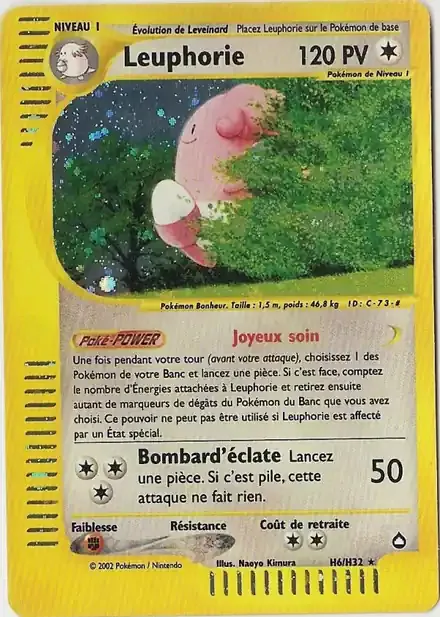 NIVEAU 1 Évolution de Leveinard Placez Leuphorie sur le Pokémon de base
Leuphorie 120 PV
Pokémon de Niveau 1
Pokémon Bonheur. Taille : 1,5 m, poids : 46,8 kg ID: C-73-#
Poké-POWER Joyeux soin
Une fois pendant votre tour (avant votre attaque), choisissez 1 des
Pokémon de votre Banc et lancez une pièce. Si c'est face, comptez
le nombre d'Énergies attachées à Leuphorie et retirez ensuite
autant de marqueurs de dégâts du Pokémon du Banc que vous avez
choisi. Ce pouvoir ne peut pas être utilisé si Leuphorie est affecté
par un État spécial.
Bombard'éclate Lancez
une pièce. Si c'est pile, cette 50
attaque ne fait rien.
Faiblesse Résistance Coût de retraite
© 2002 Pokémon / Nintendo Illus. Naoyo Kimura H6/H32 ★